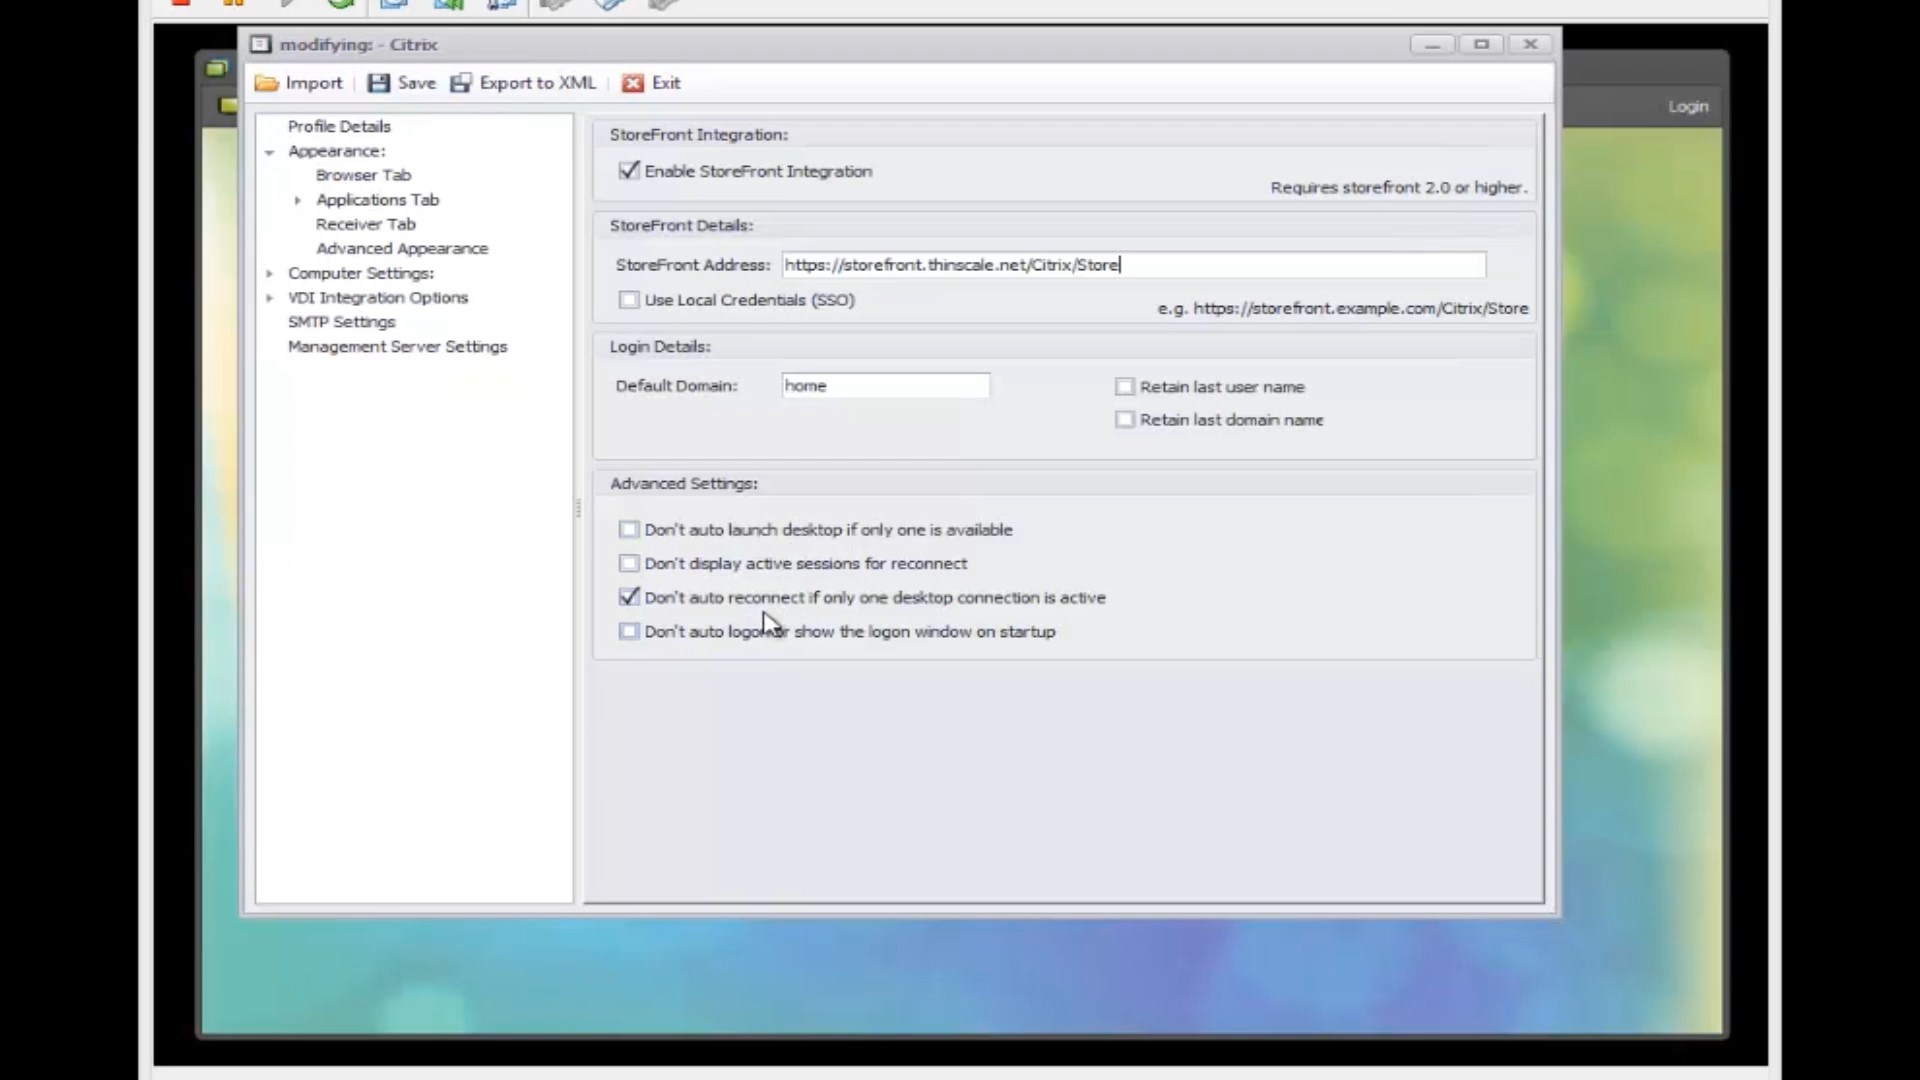 modifying: - Citrix
Import Save Export to XML Exit
Login
Profile Details
Appearance:
Browser Tab
Applications Tab
Receiver Tab
Advanced Appearance
Computer Settings:
VDI Integration Options
SMTP Settings
Management Server Settings
StoreFront Integration:
Enable StoreFront Integration
Requires storefront 2.0 or higher.
StoreFront Details:
StoreFront Address: https://storefront.thinscale.net/Citrix/Store
Use Local Credentials (SSO)
e.g. https://storefront.example.com/Citrix/Store
Login Details:
Default Domain: home
Retain last user name
Retain last domain name
Advanced Settings:
Don't auto launch desktop if only one is available
Don't display active sessions for reconnect
Don't auto reconnect if only one desktop connection is active
Don't auto logon or show the logon window on startup